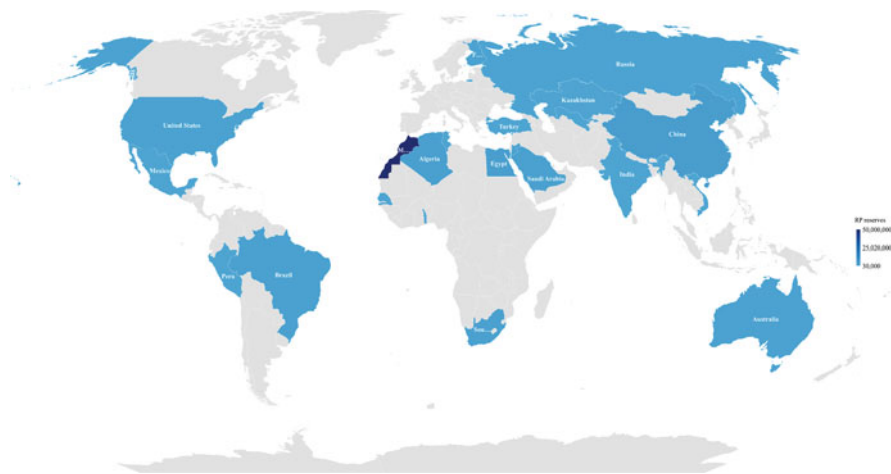 Russia
Kazakhstan
United States
Turkey
China
M...
Algeria
Mexico
Egypt
India
Saudi Arabia
RP reserves
50,000,000
25,020,000
30,000
Peru
Brazil
Australia
Sou...